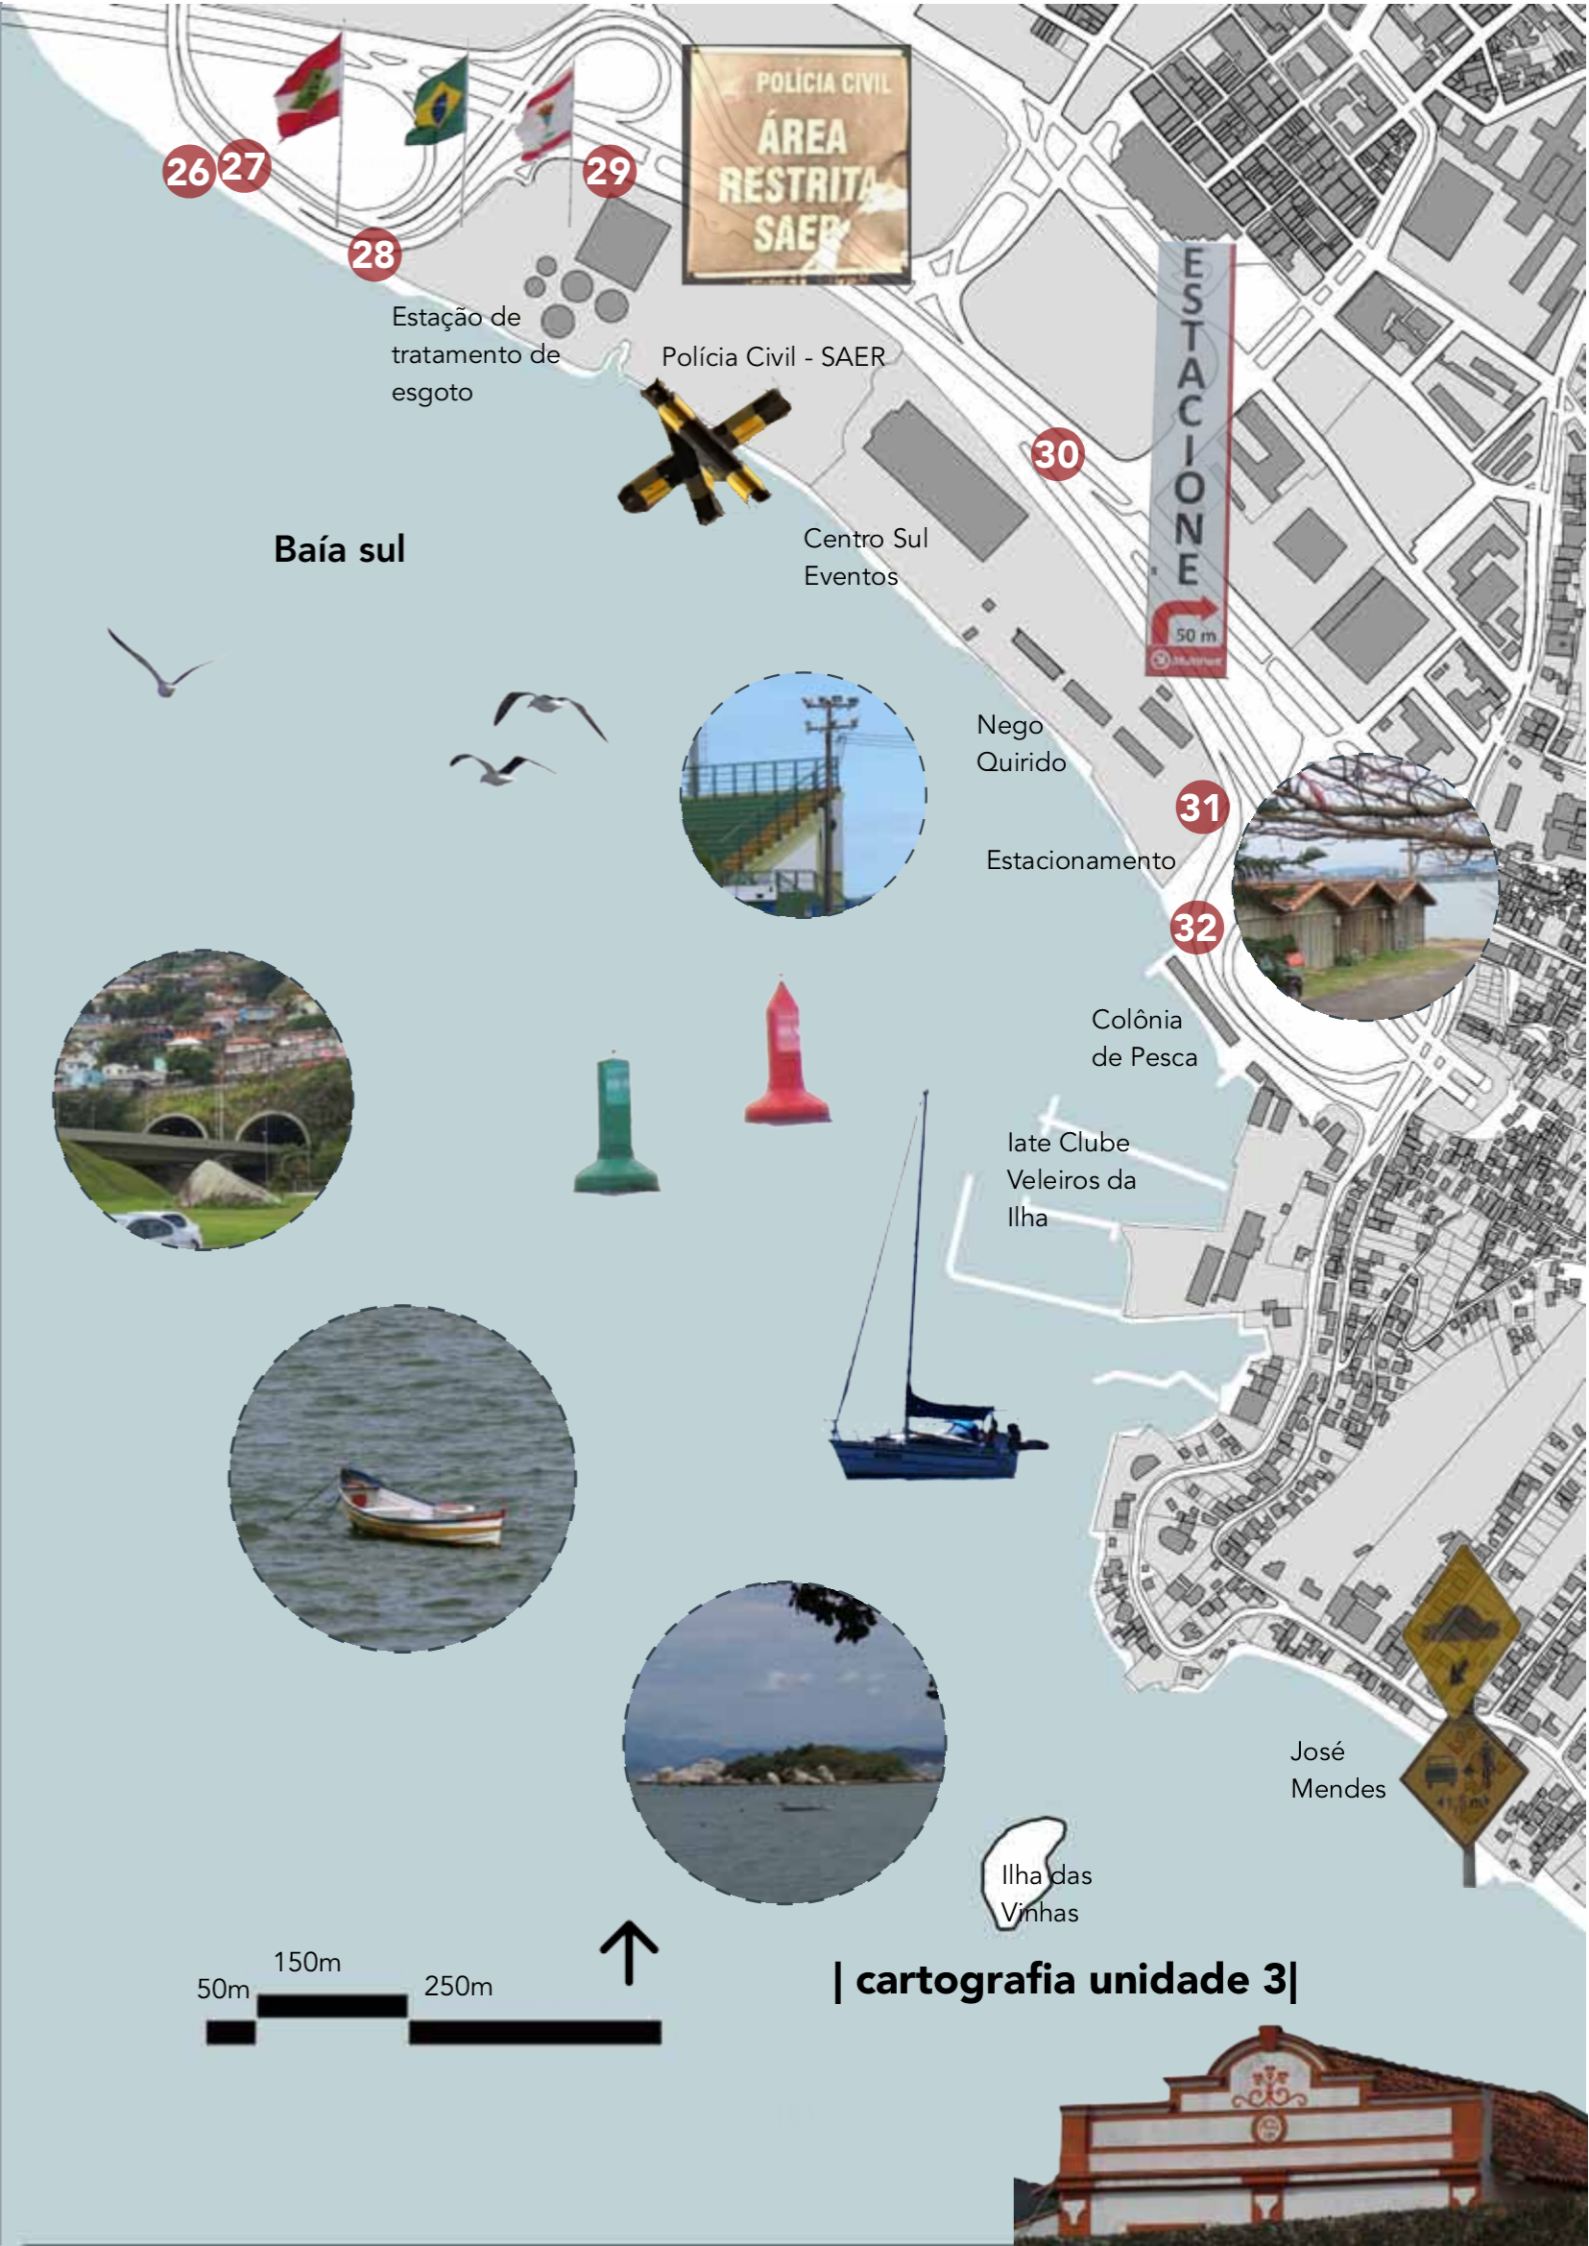 POLÍCIA CIVIL
ÁREA
RESTRITA
SAER
26
27
28
29
Estação de
tratamento de
esgoto
Polícia Civil - SAER
ESTACIONE
50 m
30
Baía sul
Centro Sul
Eventos
Nego
Quirido
31
Estacionamento
32
Colônia
de Pesca
Iate Clube
Veleiros da
Ilha
José
Mendes
Ilha das
Vinhas
50m
150m
250m
| cartografia unidade 3|